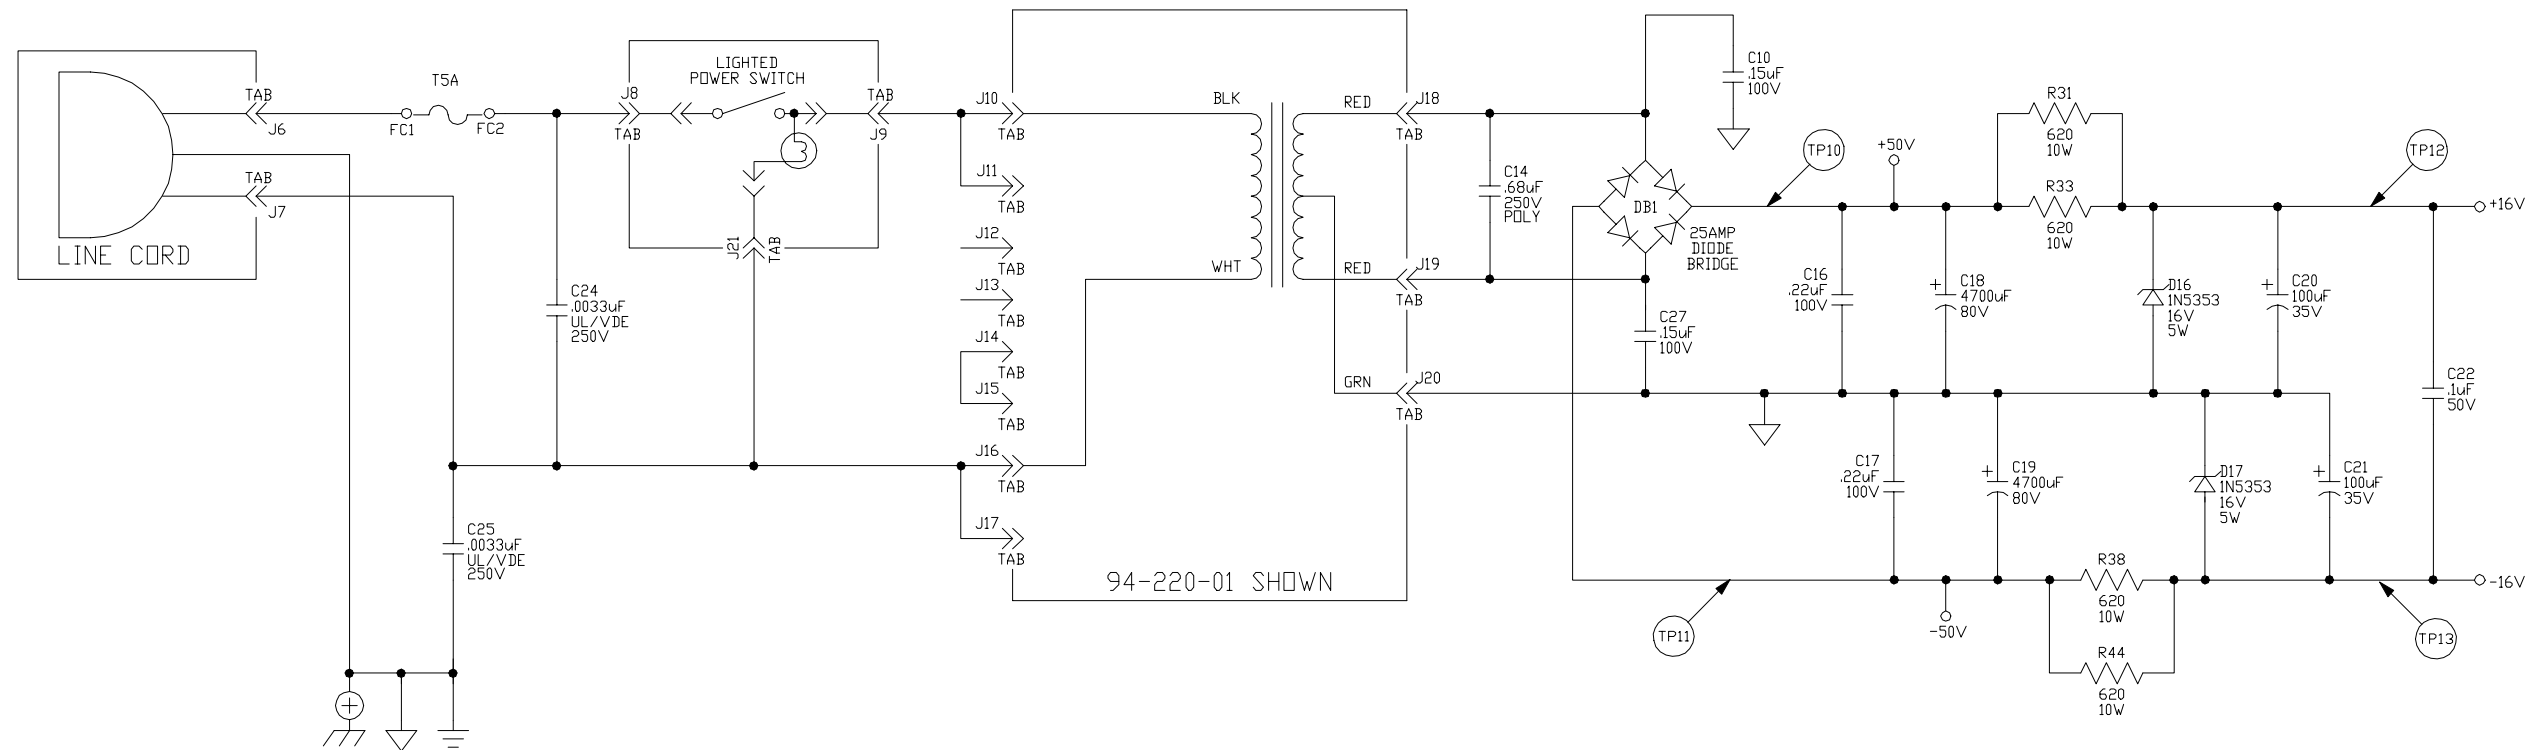 LINE CORD
TAB
J6
TAB
J7
T5A
FC1
FC2
C24
.0033uF
UL/VDE
250V
C25
.0033uF
UL/VDE
250V
LIGHTED
POWER SWITCH
J8
TAB
TAB
J9
J21
TAB
J10
TAB
J11
TAB
J12
TAB
J13
TAB
J14
TAB
J15
TAB
J16
TAB
J17
TAB
BLK
WHT
RED
RED
GRN
94-220-01 SHOWN
J18
TAB
J19
TAB
J20
TAB
C14
.68uF
250V
POLY
C10
.15uF
100V
DB1
25AMP
DIODE
BRIDGE
C27
.15uF
100V
TP10
+50V
R31
620
10W
R33
620
10W
TP12
+16V
C16
.22uF
100V
+
C18
4700uF
80V
D16
1N5353
16V
5W
+
C20
100uF
35V
C22
.1uF
50V
C17
.22uF
100V
+
C19
4700uF
80V
D17
1N5353
16V
5W
+
C21
100uF
35V
TP11
-50V
R38
620
10W
R44
620
10W
TP13
-16V